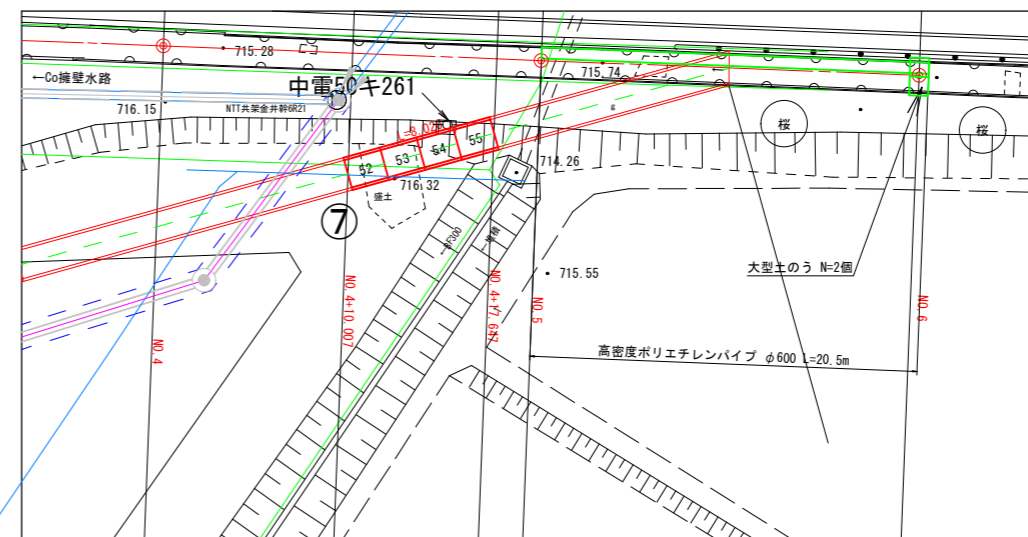 715.28
715.74
←Co擁壁水路
中電50キ261
716.15
NTT共架金井幹6R21
桜
桜
52
53
54
55
714.26
716.32
盛土
⑦
715.55
大型土のう N=2個
NO.4
NO.4+10.007
NO.4+17.647
NO.5
NO.6
高密度ポリエチレンパイプ φ600 L=20.5m